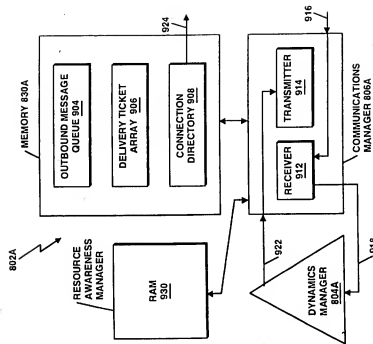 924
916
MEMORY 830A
OUTBOUND MESSAGE
QUEUE 904
DELIVERY TICKET
ARRAY 906
CONNECTION
DIRECTORY 908
TRANSMITTER
914
RECEIVER
912
COMMUNICATIONS
MANAGER 806A
802A
RESOURCE
AWARENESS
MANAGER
RAM
930
922
918
DYNAMICS
MANAGER
804A